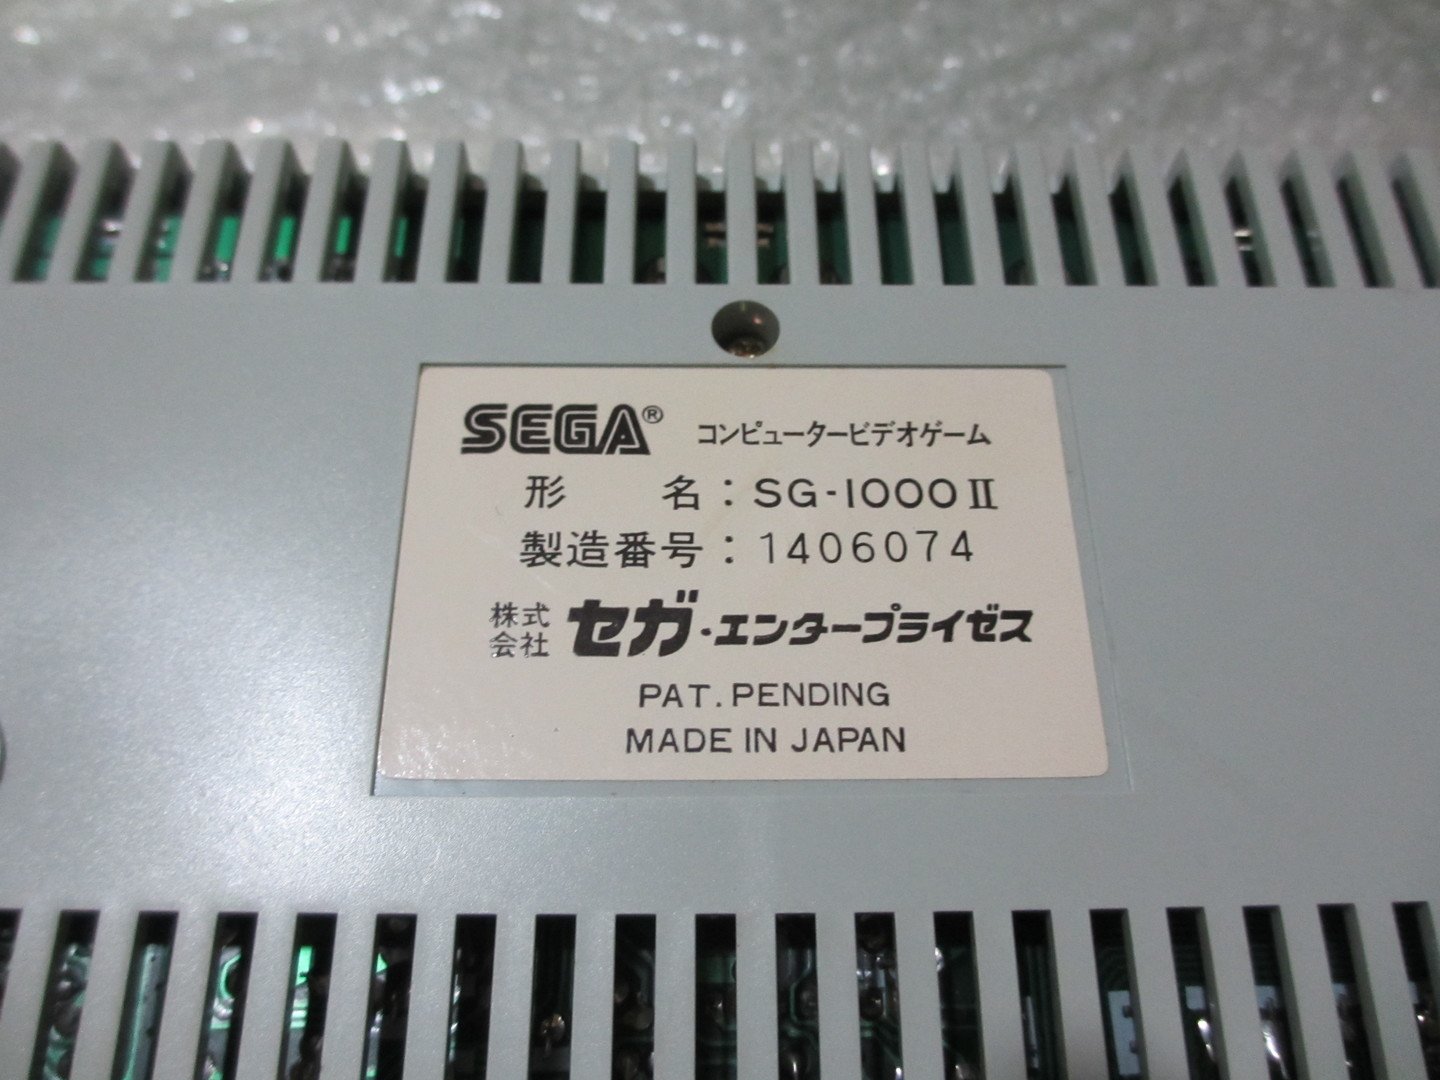 SEGA® コンピュータービデオゲーム
形 名：SG-1000 II
製造番号：1406074
株式会社 セガ・エンタープライゼス
PAT. PENDING
MADE IN JAPAN